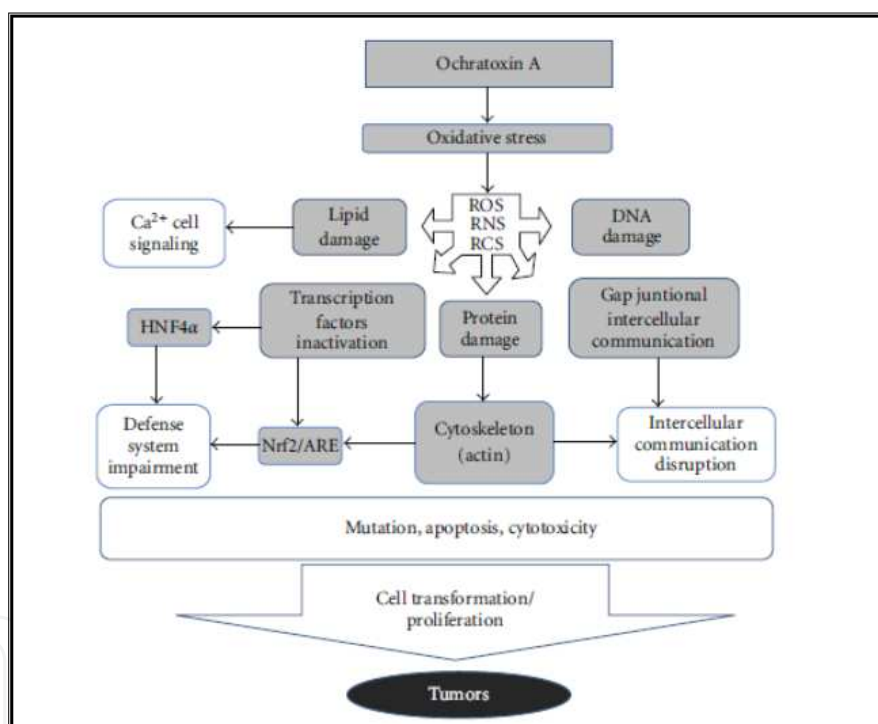 Ochratoxin A
Oxidative stress
ROS
RNS
RCS
Ca²⁺ cell
signaling
Lipid
damage
DNA
damage
HNF4α
Transcription
factors
inactivation
Protein
damage
Gap juntional
intercellular
communication
Defense
system
impairment
Nrf2/ARE
Cytoskeleton
(actin)
Intercellular
communication
disruption
Mutation, apoptosis, cytotoxicity
Cell transformation/
proliferation
Tumors